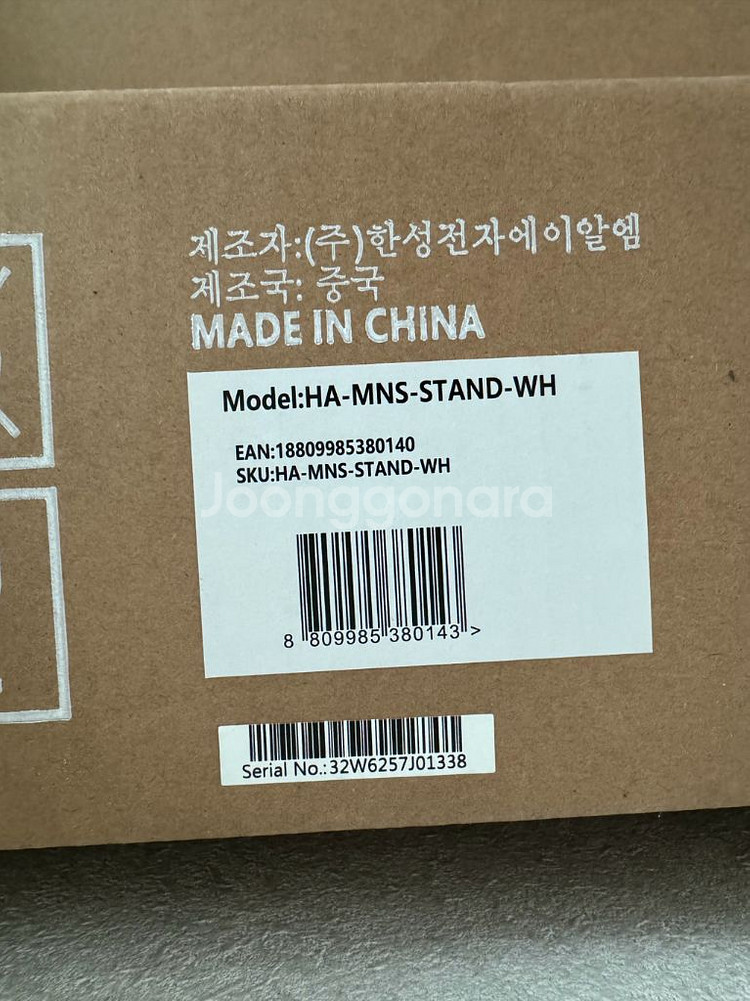 제조자:(주)한성전자에이알엠
제조국: 중국
MADE IN CHINA
Model:HA-MNS-STAND-WH
EAN:18809985380140
SKU:HA-MNS-STAND-WH
Joonggonara
8 809985 380143 >
Serial No.:32W6257J01338